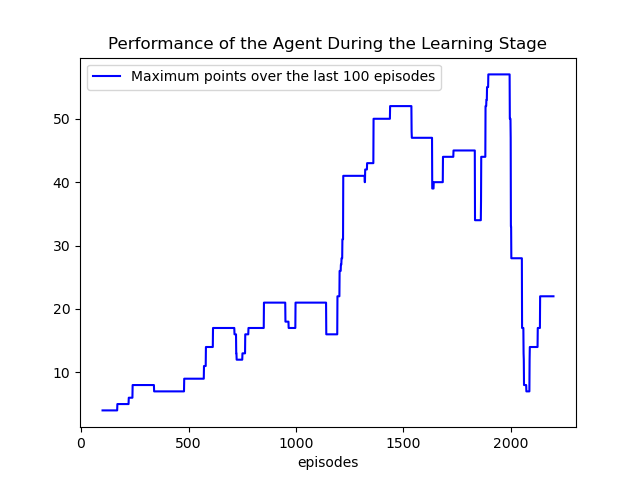 Performance of the Agent During the Learning Stage
Maximum points over the last 100 episodes
50
40
30
20
10
0 500 1000 1500 2000
episodes